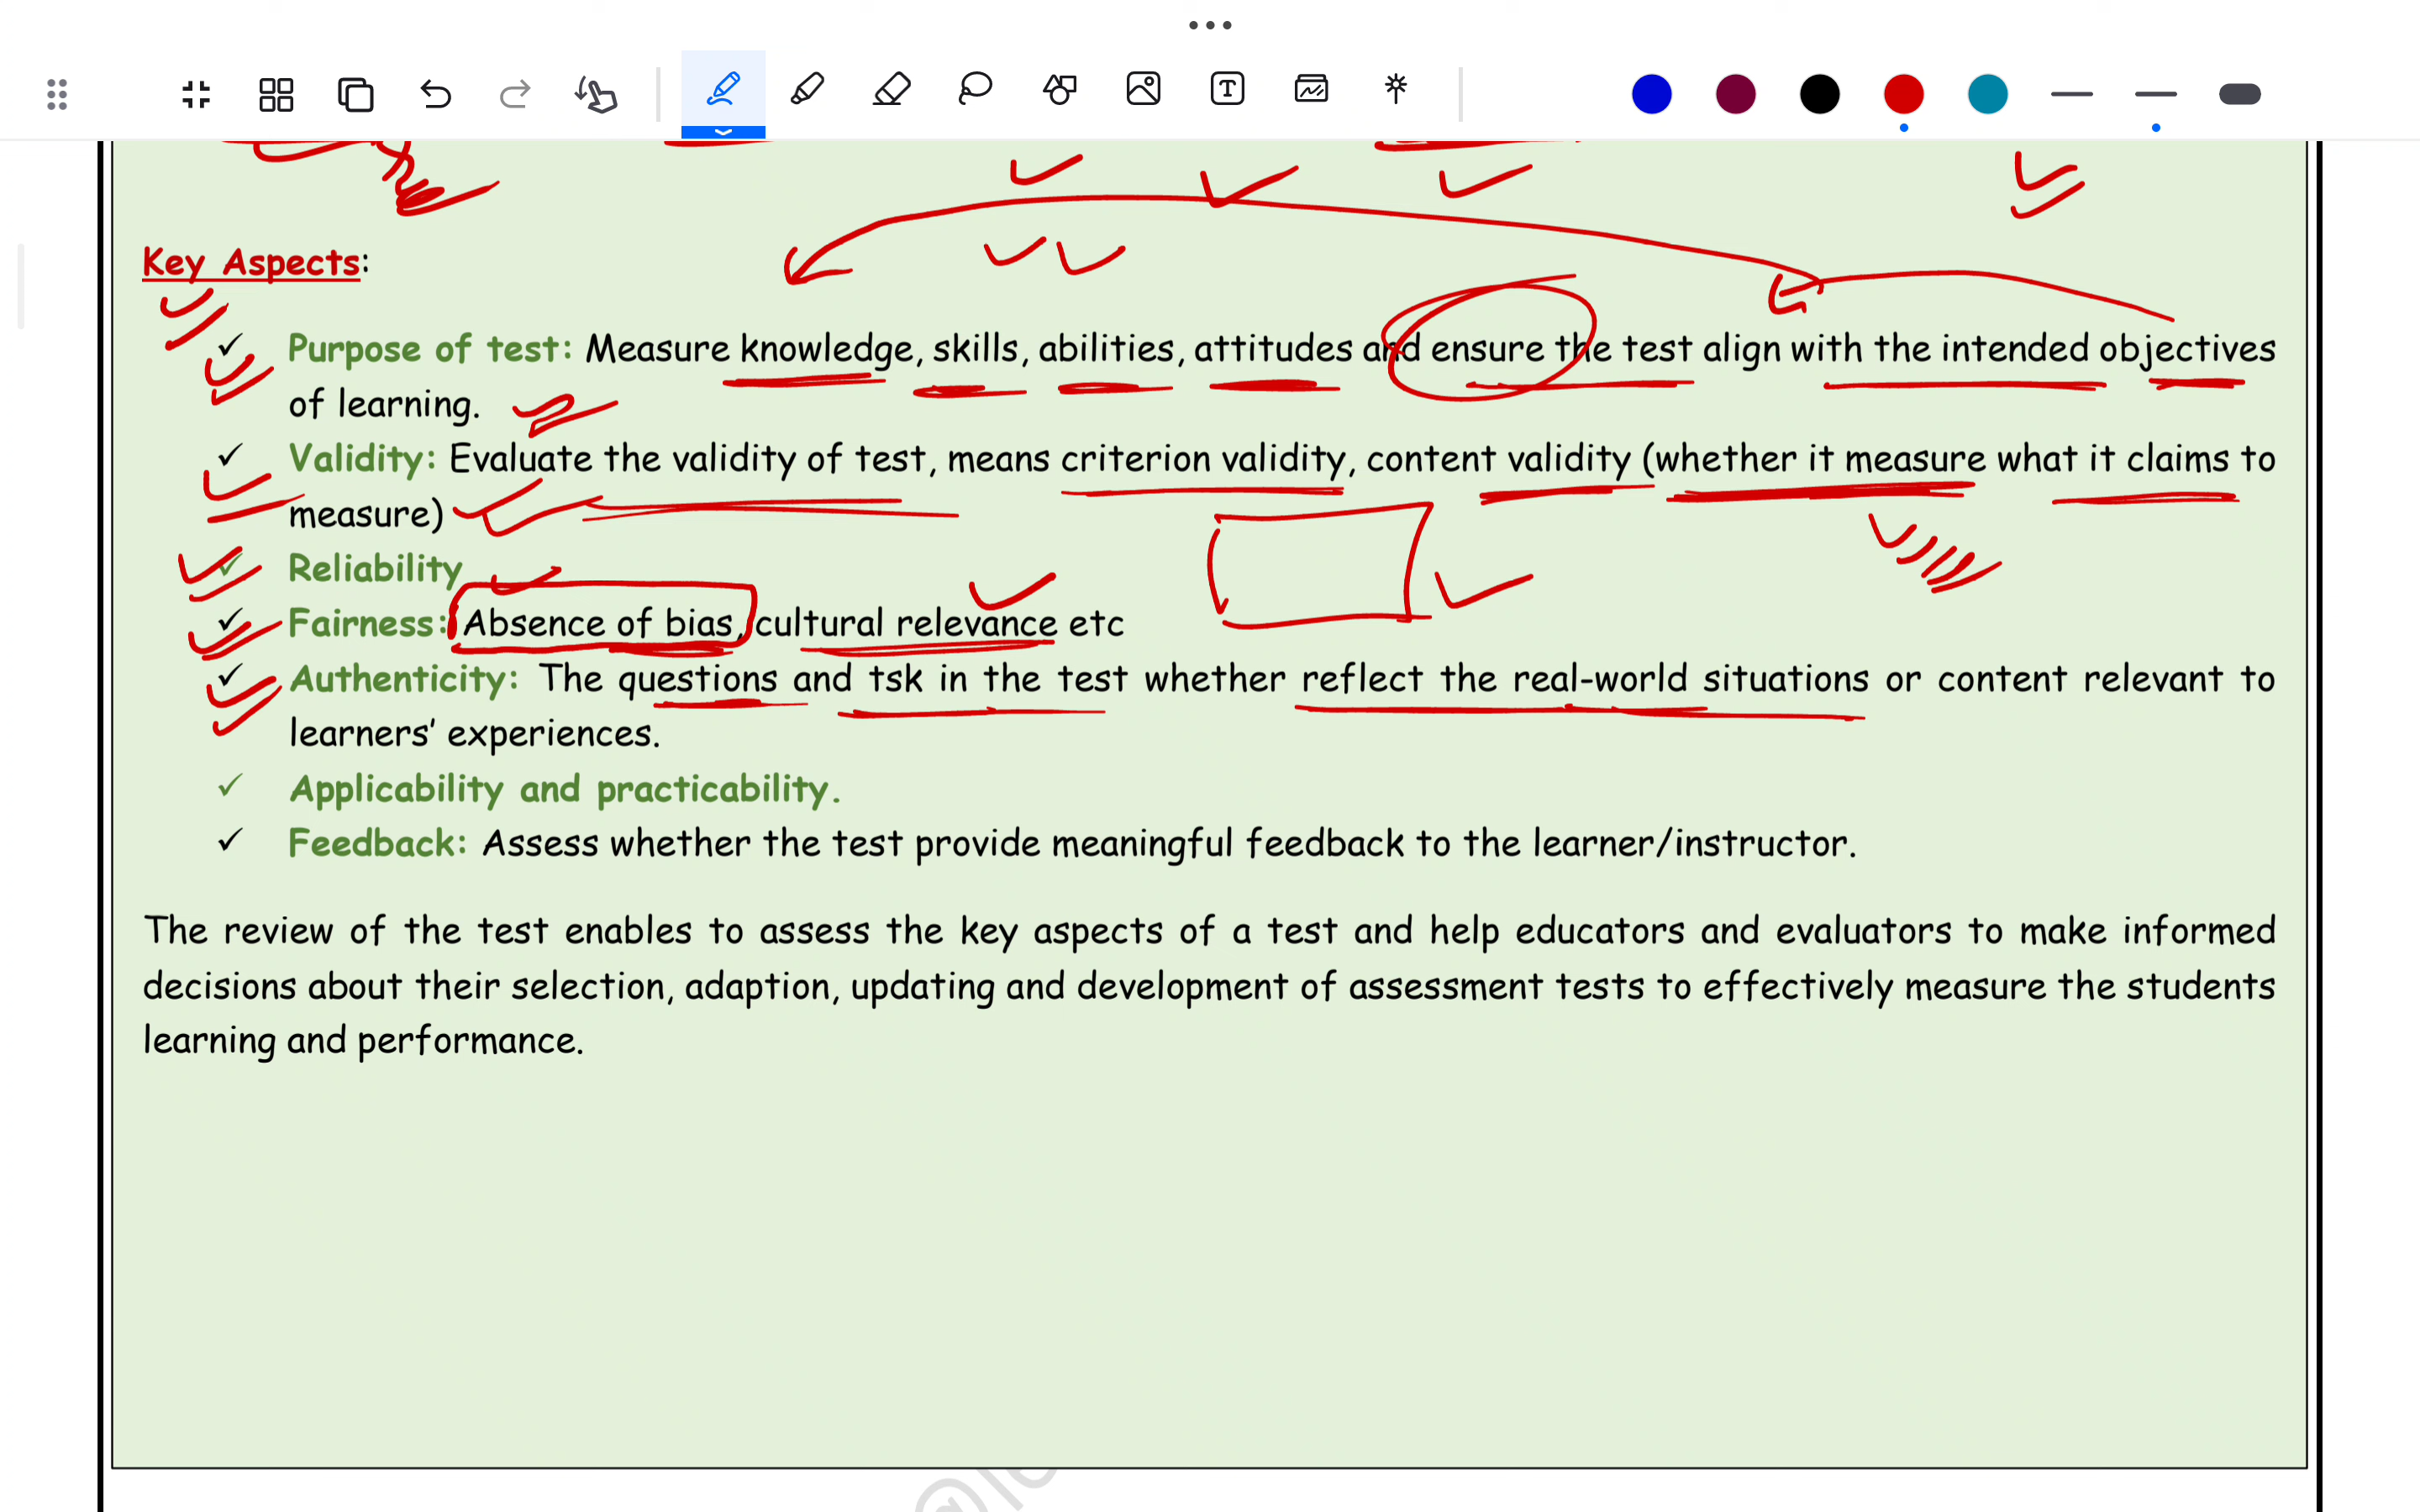 Key Aspects:
✓ Purpose of test: Measure knowledge, skills, abilities, attitudes and ensure the test align with the intended objectives
of learning.
✓ Validity: Evaluate the validity of test, means criterion validity, content validity (whether it measure what it claims to
measure)
✓ Reliability
✓ Fairness: Absence of bias, cultural relevance etc
✓ Authenticity: The questions and tsk in the test whether reflect the real-world situations or content relevant to
learners' experiences.
✓ Applicability and practicability.
✓ Feedback: Assess whether the test provide meaningful feedback to the learner/instructor.
The review of the test enables to assess the key aspects of a test and help educators and evaluators to make informed
decisions about their selection, adaption, updating and development of assessment tests to effectively measure the students
learning and performance.